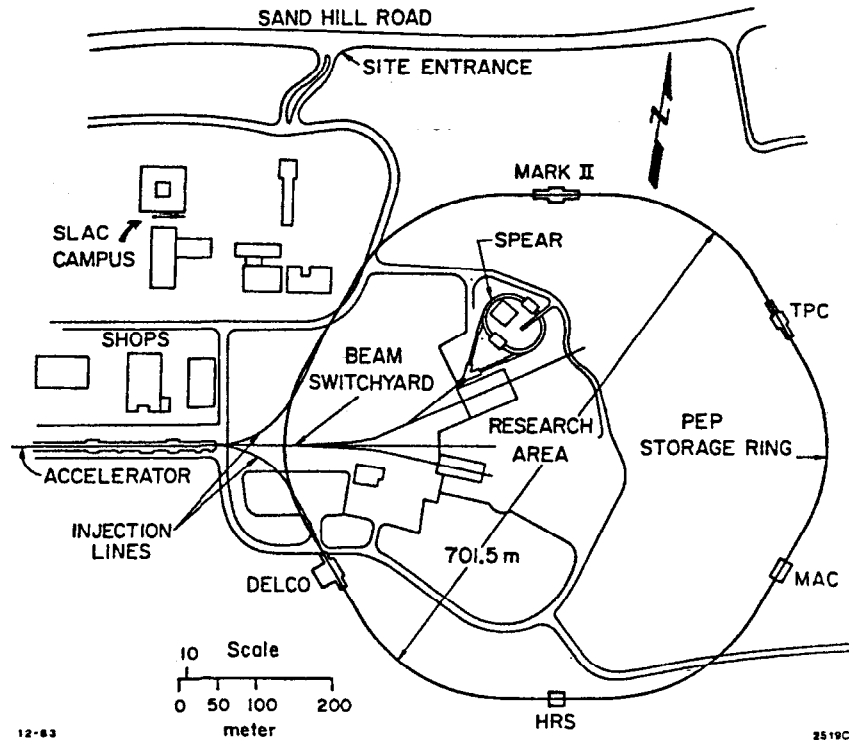 SAND HILL ROAD
SITE ENTRANCE
N
MARK II
SLAC
CAMPUS
SPEAR
TPC
SHOPS
BEAM
SWITCHYARD
RESEARCH
AREA
PEP
STORAGE RING
ACCELERATOR
INJECTION
LINES
701.5 m
DELCO
MAC
10 Scale
0 50 100 200
meter
HRS
12-83
2519C